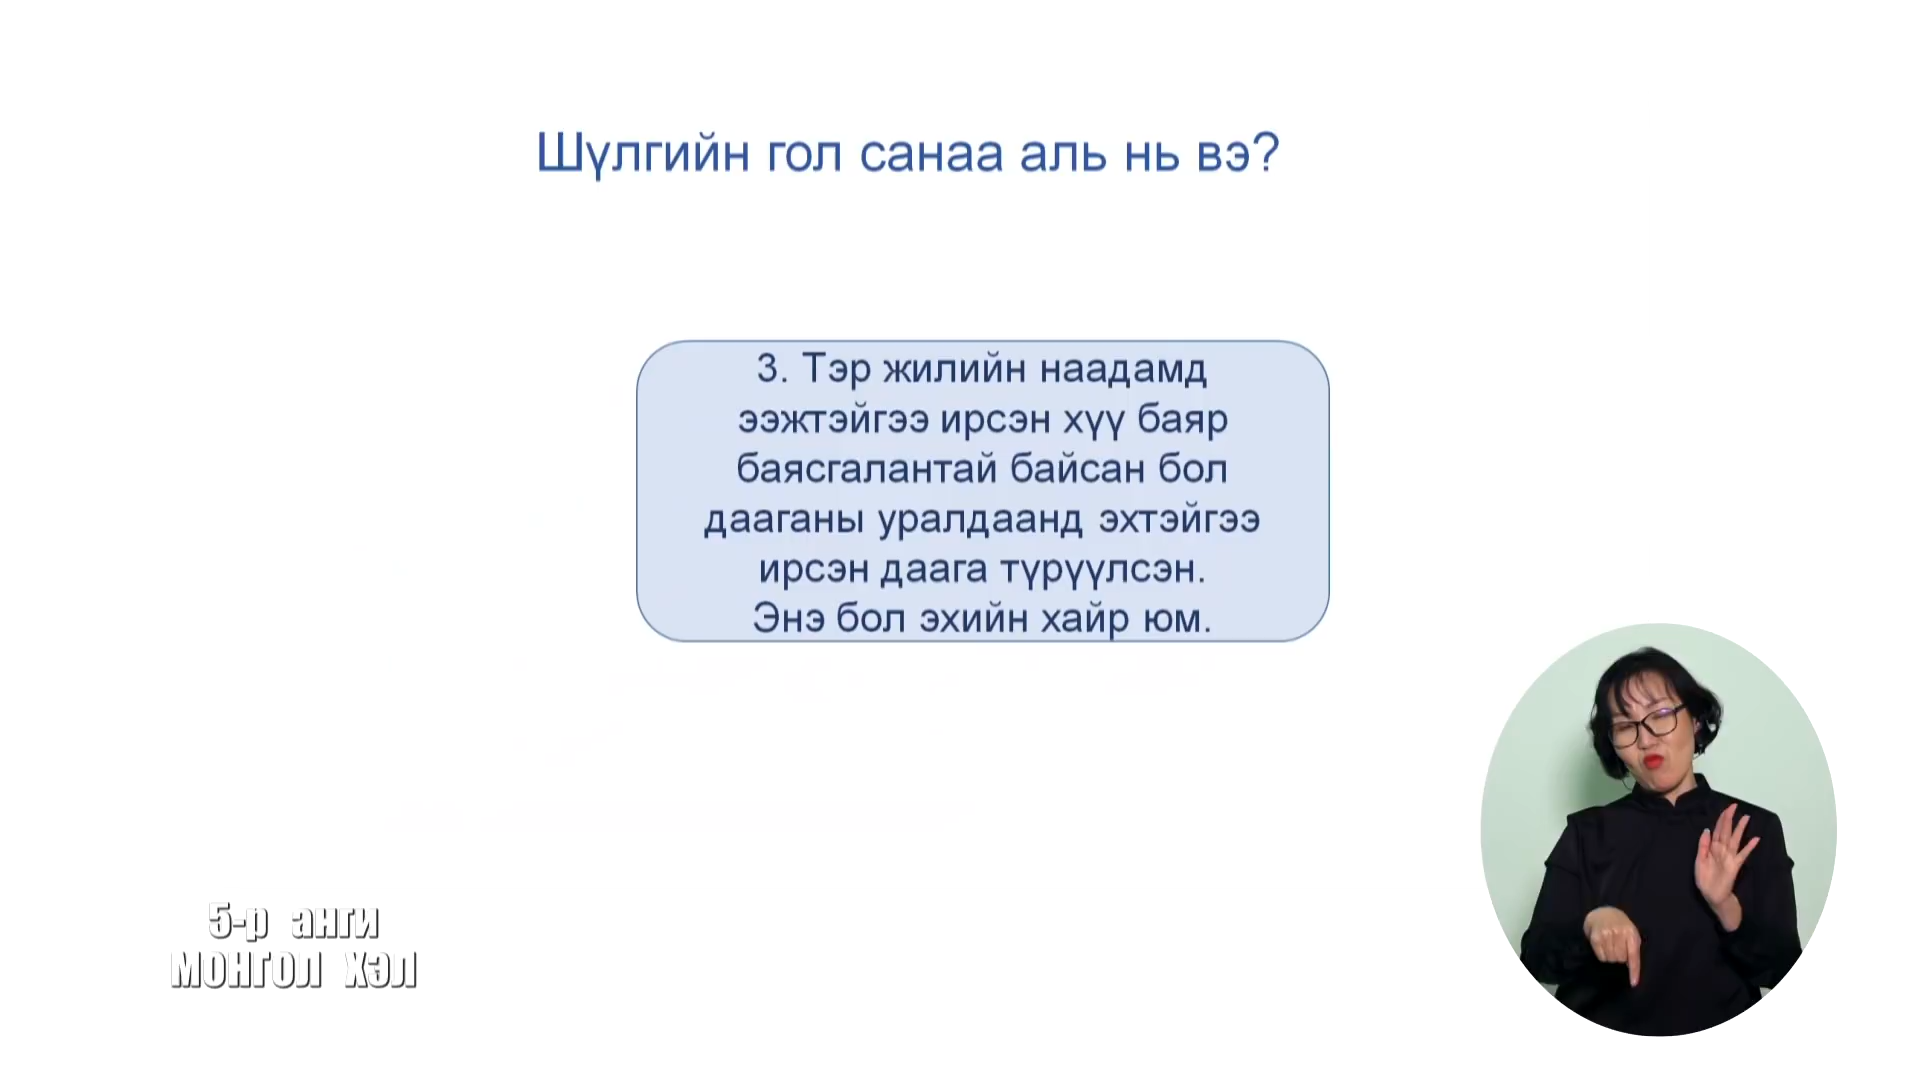 Шүлгийн гол санаа аль нь вэ?
3. Тэр жилийн наадамд
ээжтэйгээ ирсэн хүү баяр
баясгалантай байсан бол
дааганы уралдаанд эхтэйгээ
ирсэн даага түрүүлсэн.
Энэ бол эхийн хайр юм.
5-р анги
МОНГОЛ ХЭЛ